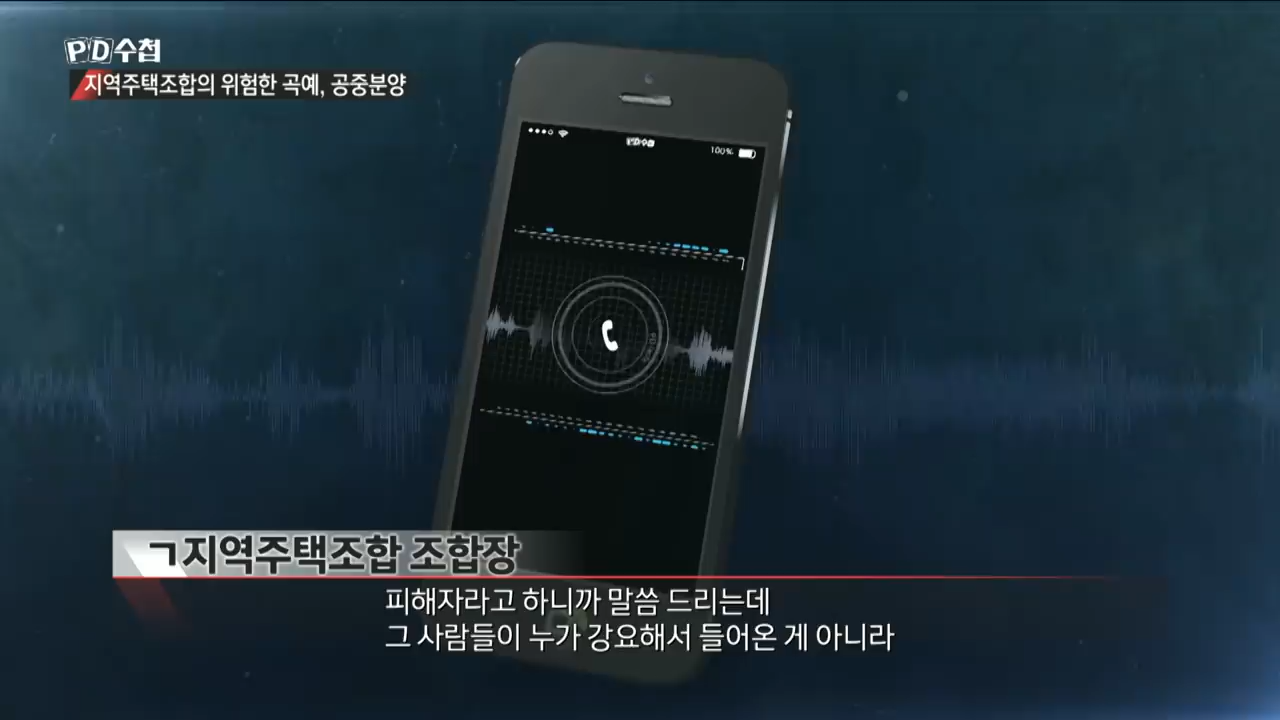 PD수첩
지역주택조합의 위험한 곡예, 공중분양
PD수첩
100%
ㄱ지역주택조합 조합장
피해자라고 하니까 말씀 드리는데
그 사람들이 누가 강요해서 들어온 게 아니라